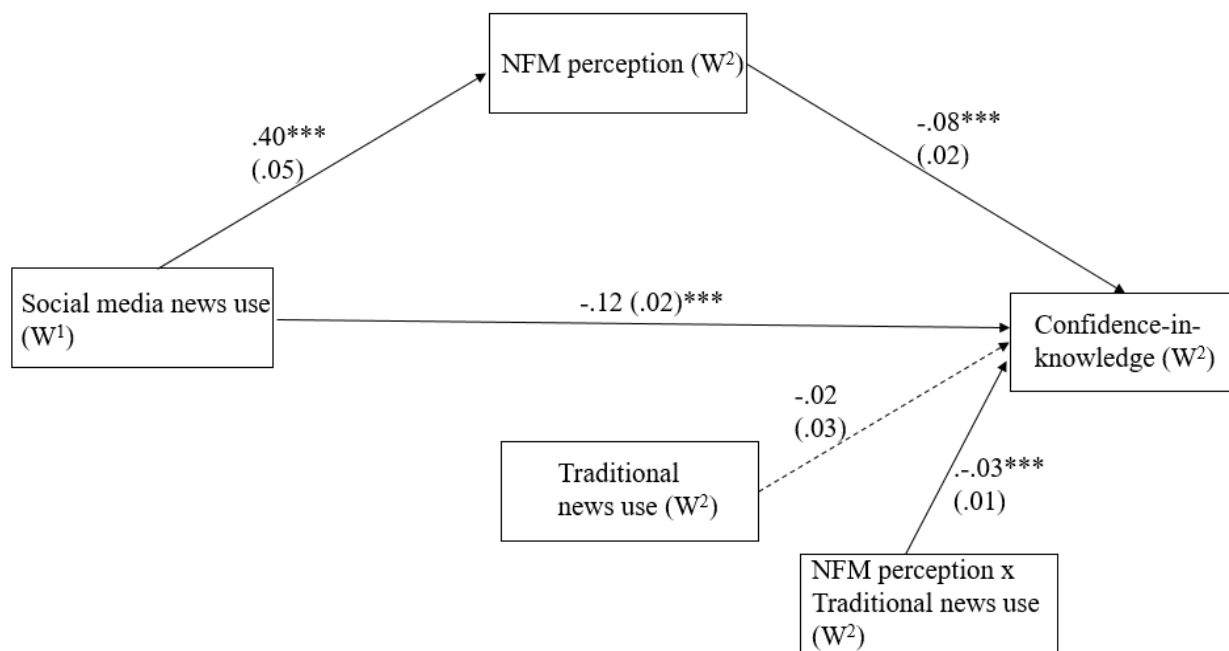 NFM perception (W²)
.40***
(.05)
-.08***
(.02)
Social media news use
(W¹)
-.12 (.02)***
Confidence-in-
knowledge (W²)
-.02
(.03)
Traditional
news use (W²)
.-.03***
(.01)
NFM perception x
Traditional news use
(W²)